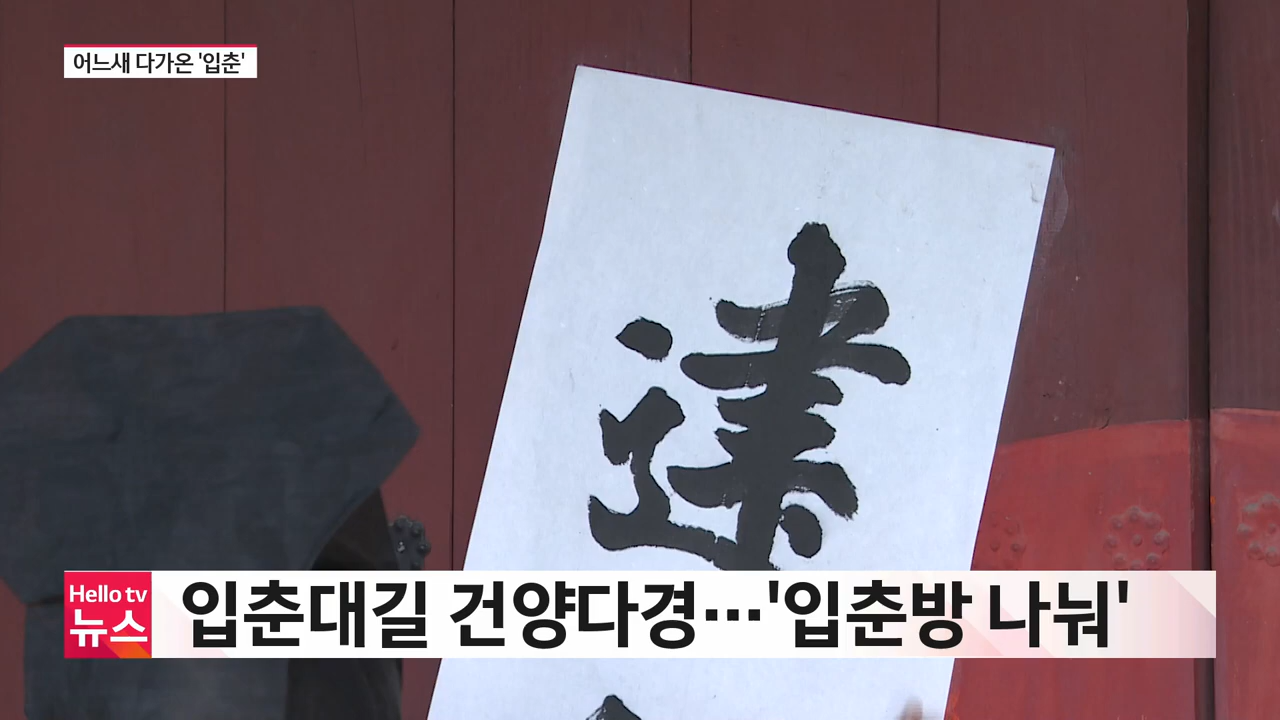 어느새 다가온 '입춘'
建
Hello tv
뉴스
입춘대길 건양다경…'입춘방 나눠'